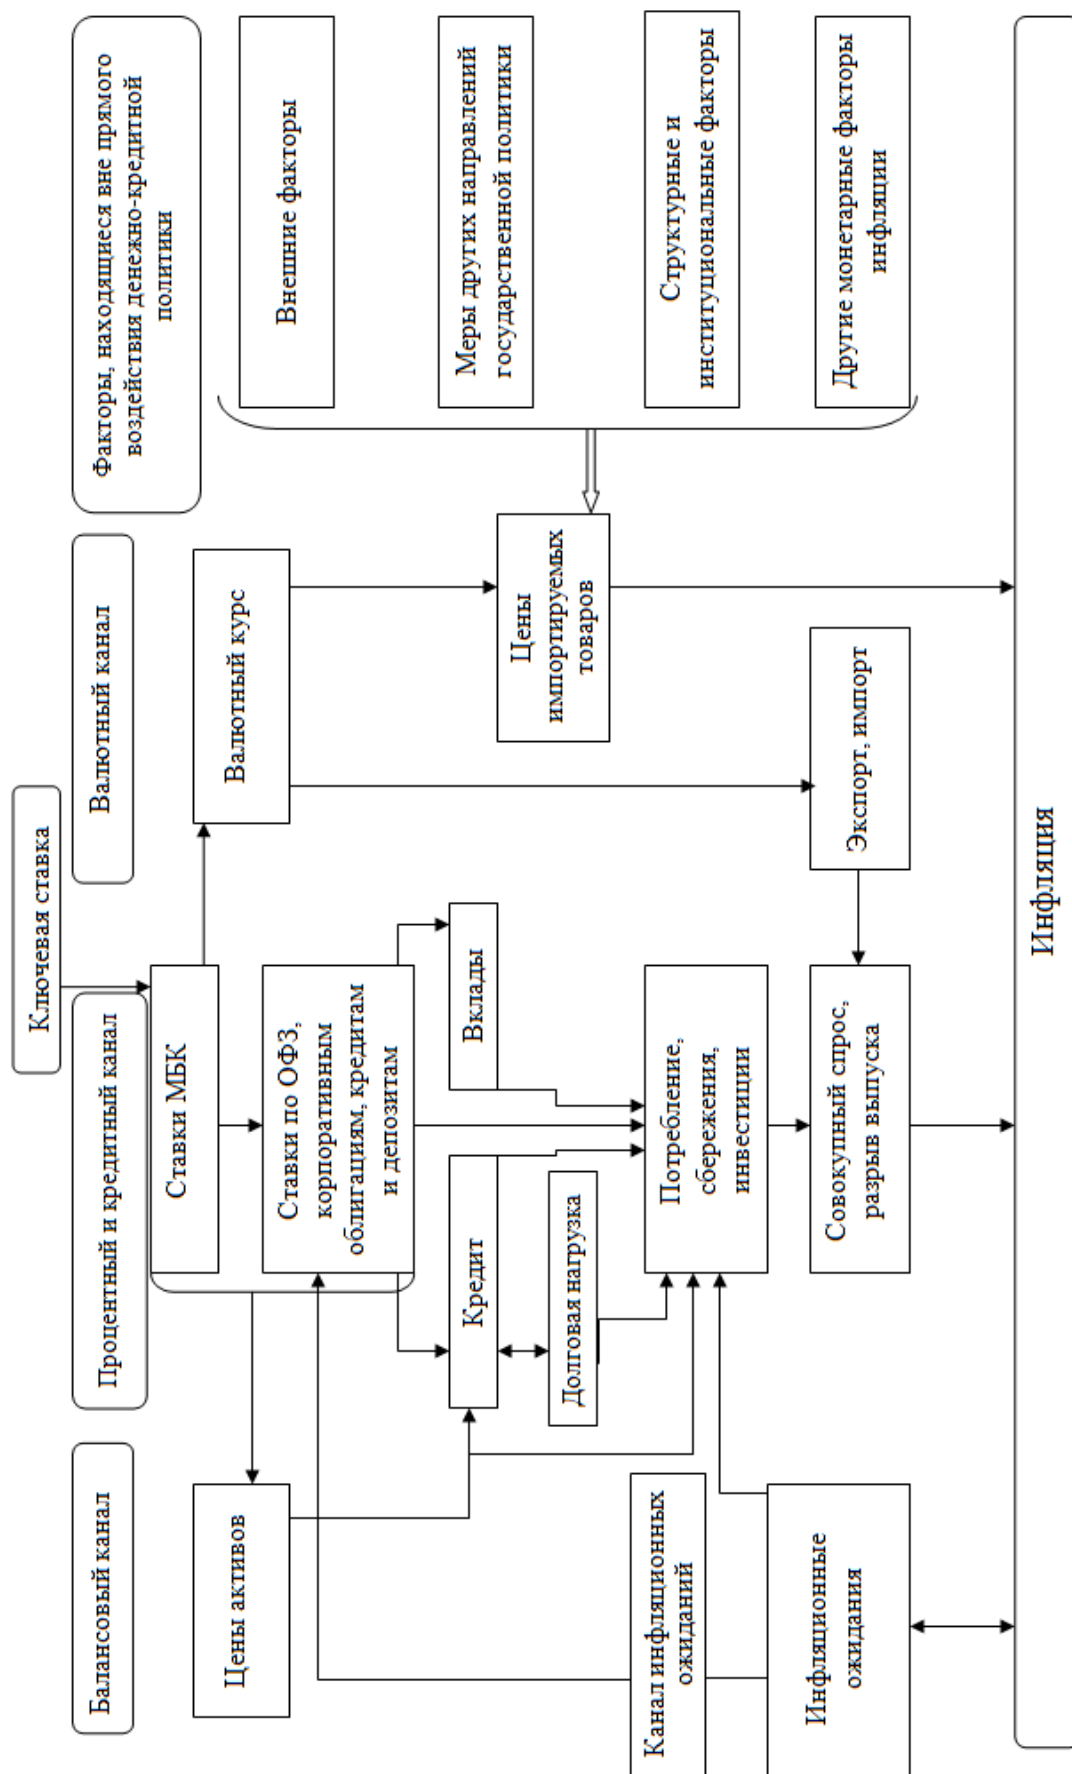 Ключевая ставка
Балансовый канал
Процентный и кредитный канал
Валютный канал
Факторы, находящиеся вне прямого
воздействия денежно-кредитной
политики
Цены активов
Ставки МБК
Валютный курс
Внешние факторы
Ставки по ОФЗ,
корпоративным
облигациям, кредитам
и депозитам
Кредит
Вклады
Меры других направлений
государственной политики
Долговая нагрузка
Цены
импортируемых
товаров
Канал инфляционных
ожиданий
Потребление,
сбережения,
инвестиции
Структурные и
институциональные факторы
Инфляционные
ожидания
Совокупный спрос,
разрыв выпуска
Экспорт, импорт
Другие монетарные факторы
инфляции
Инфляция